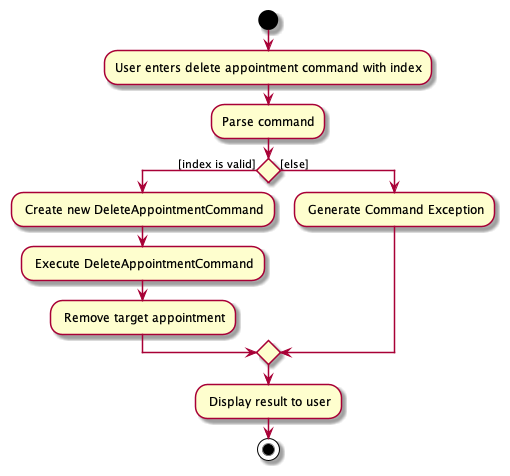 User enters delete appointment command with index
Parse command
[index is valid]
[else]
Create new DeleteAppointmentCommand
Generate Command Exception
Execute DeleteAppointmentCommand
Remove target appointment
Display result to user